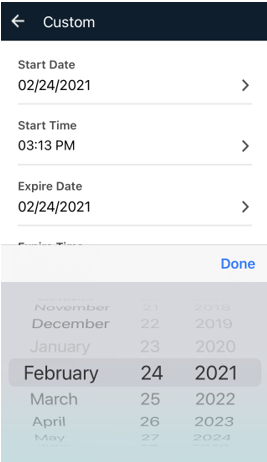 Custom
Start Date
02/24/2021
Start Time
03:13 PM
Expire Date
02/24/2021
Expire Time
Done
November 21 2018
December 22 2019
January 23 2020
February 24 2021
March 25 2022
April 26 2023
May 27 2024